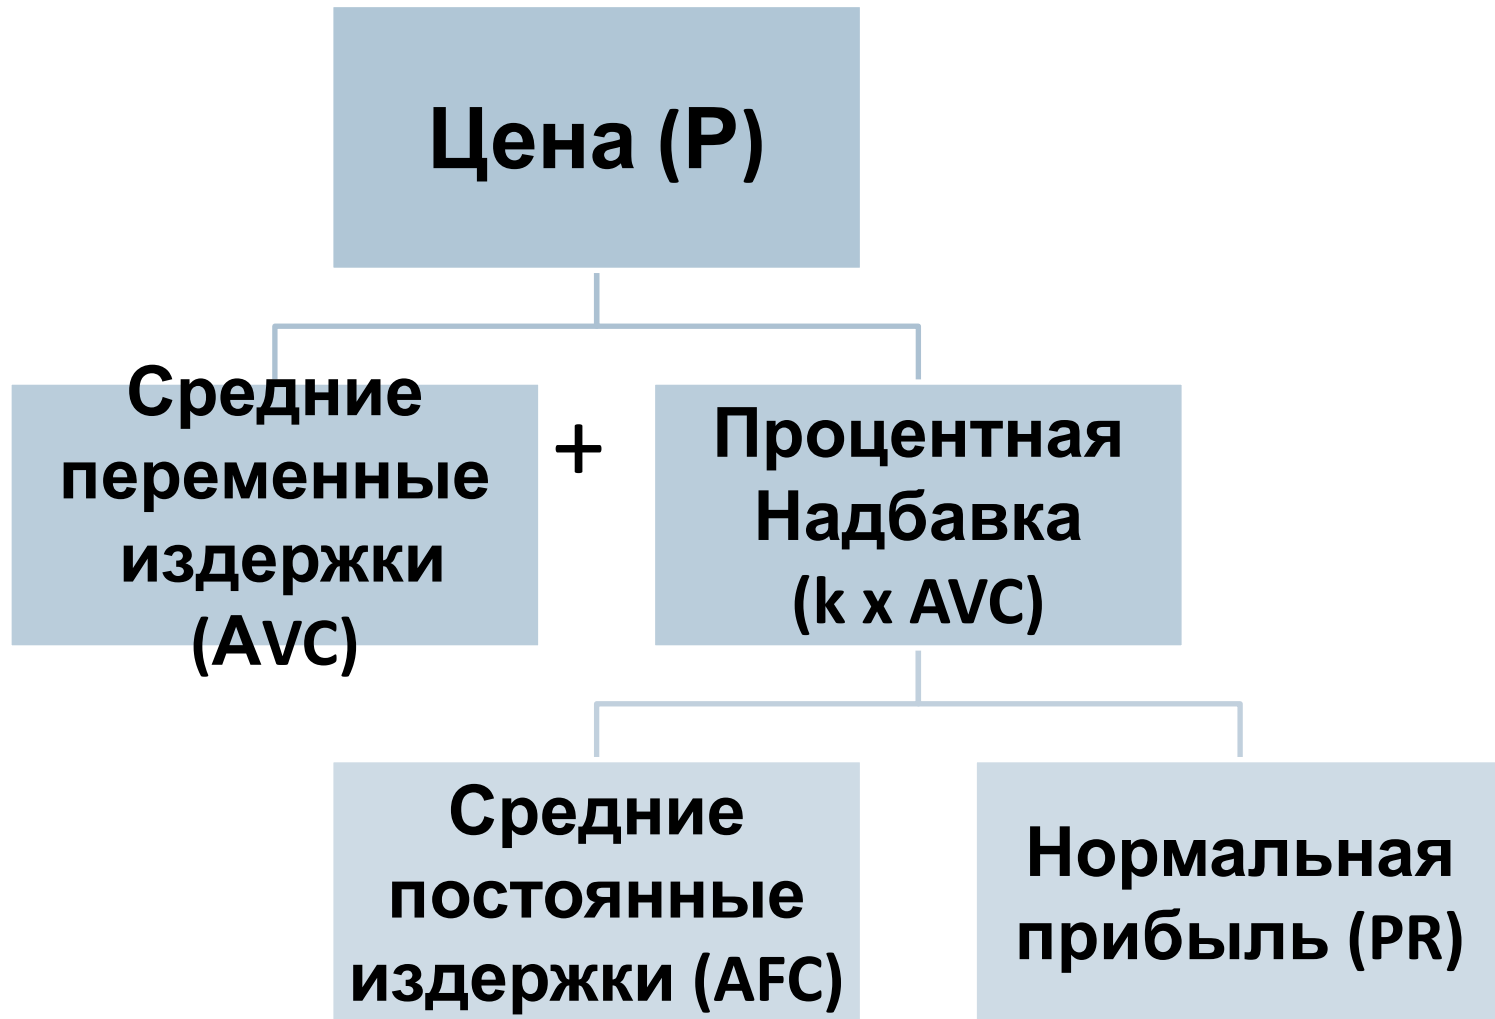 Цена (P)
Средние
переменные
издержки
(AVC)
+
Процентная
Надбавка
(k x AVC)
Средние
постоянные
издержки (AFC)
Нормальная
прибыль (PR)